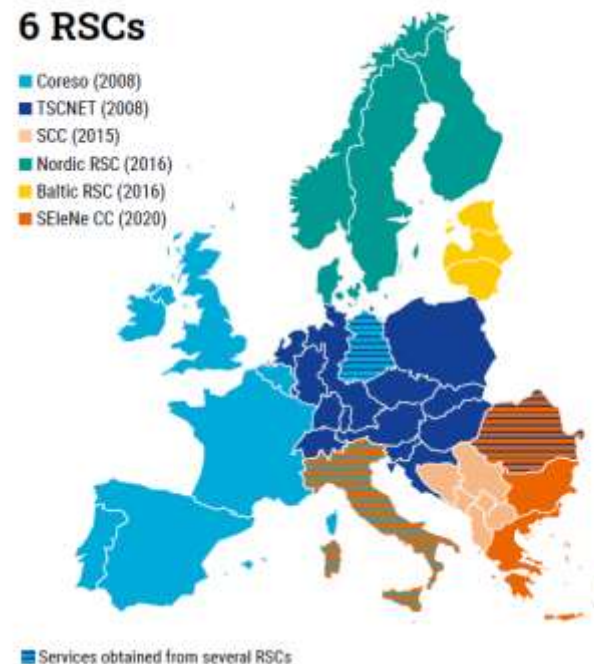 6 RSCs
Coreso (2008)
TSCNET (2008)
SCC (2015)
Nordic RSC (2016)
Baltic RSC (2016)
SEleNe CC (2020)
Services obtained from several RSCs